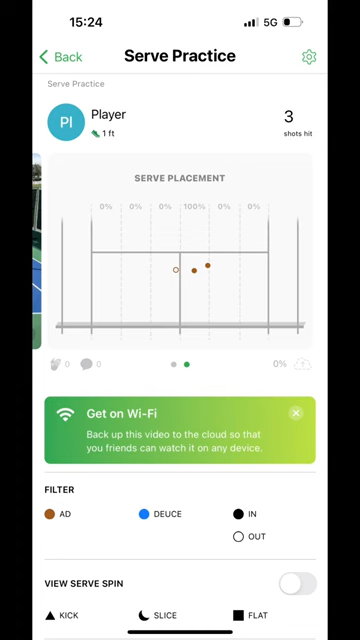 15:24
5G
Back
Serve Practice
Serve Practice
Pl
Player
1 ft
3
shots hit
SERVE PLACEMENT
0% 0% 0% 100% 0% 0%
0 0 0%
Get on Wi-Fi
Back up this video to the cloud so that
you friends can watch it on any device.
FILTER
AD DEUCE IN
OUT
VIEW SERVE SPIN
KICK SLICE FLAT